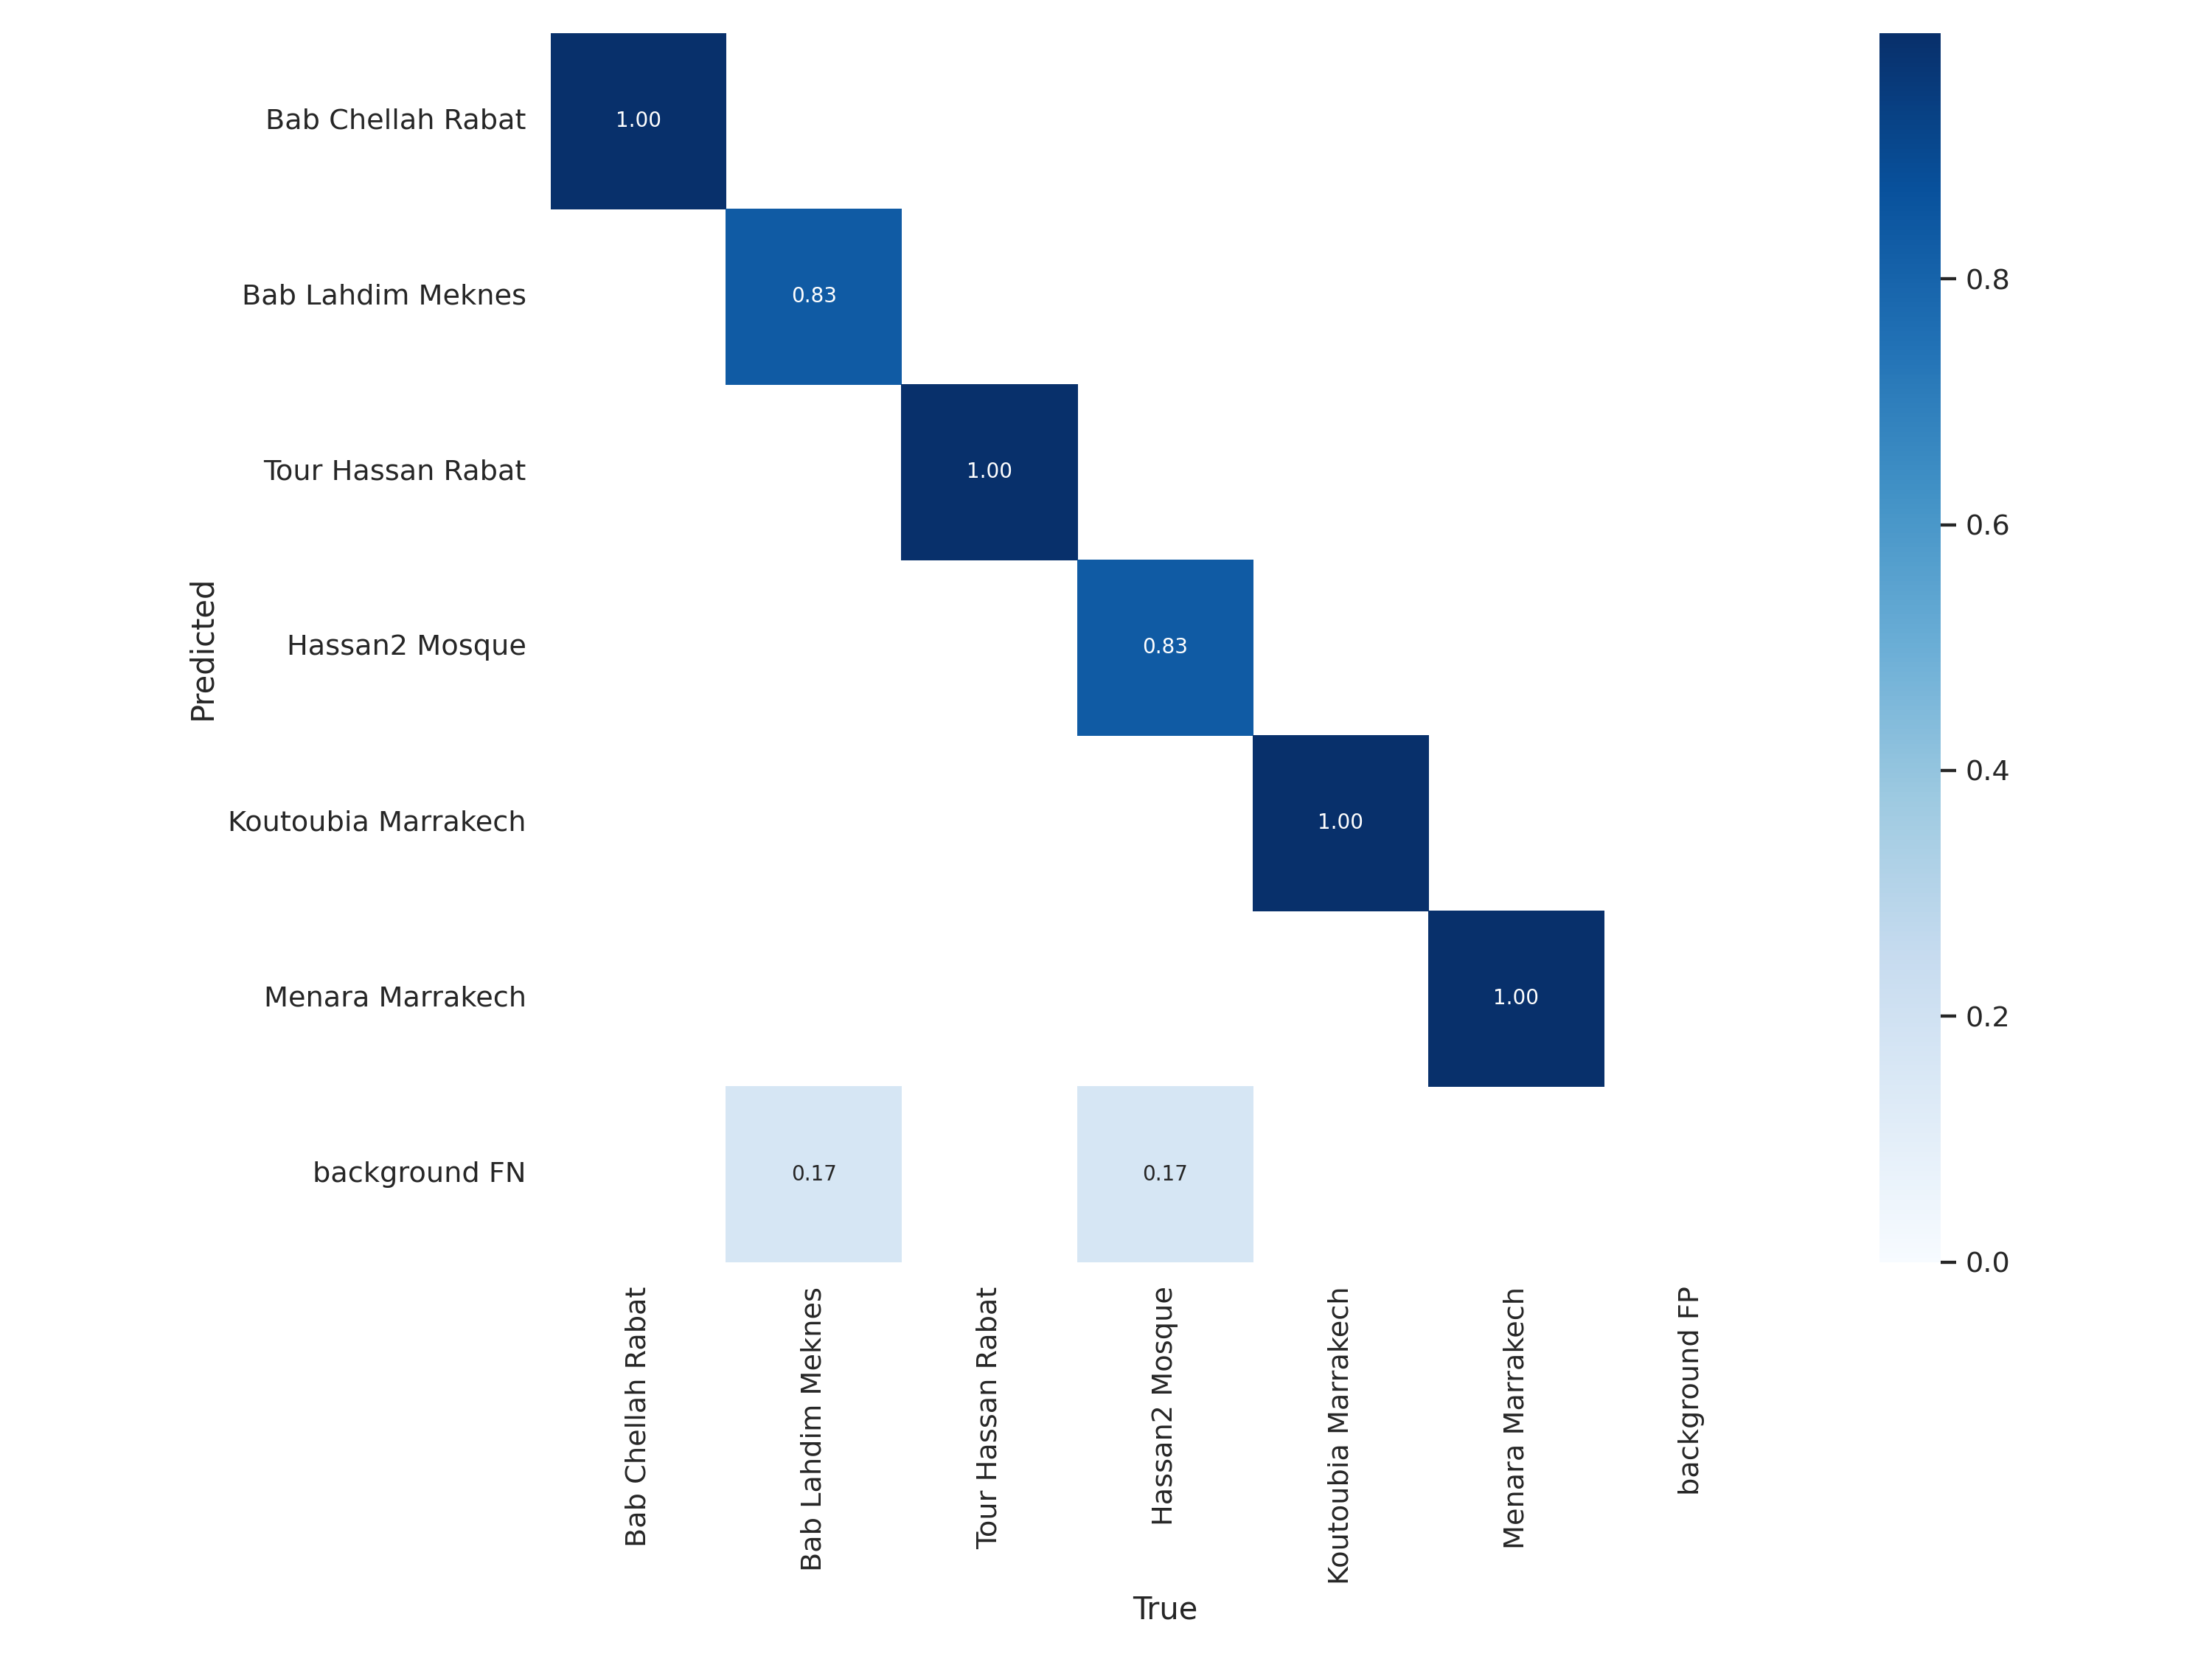 Bab Chellah Rabat
Bab Lahdim Meknes
Tour Hassan Rabat
Hassan2 Mosque
Koutoubia Marrakech
Menara Marrakech
background FN
Predicted
1.00
0.83
1.00
0.83
1.00
1.00
0.17
0.17
0.8
0.6
0.4
0.2
0.0
Bab Chellah Rabat
Bab Lahdim Meknes
Tour Hassan Rabat
Hassan2 Mosque
Koutoubia Marrakech
Menara Marrakech
background FP
True